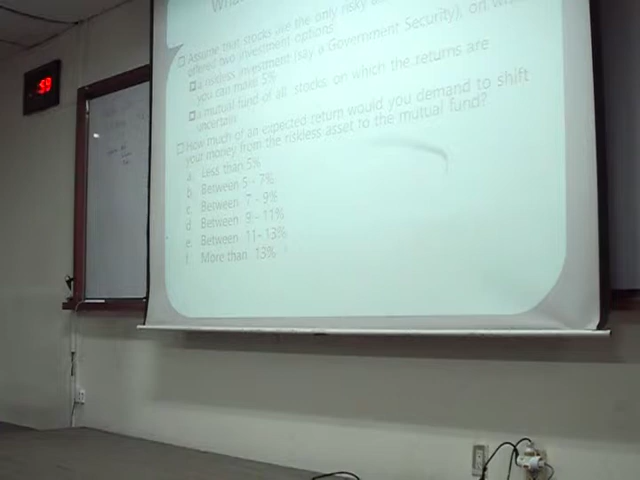 What
Assume that stocks are the only risky
offered two investment options
a riskless investment (say a Government Security), on
you can make 5%
a mutual fund of all stocks, on which the returns are
uncertain
How much of an expected return would you demand to shift
your money from the riskless asset to the mutual fund?
a Less than 5%
b Between 5 - 7%
c Between 7 - 9%
d Between 9 - 11%
e Between 11 - 13%
f More than 13%